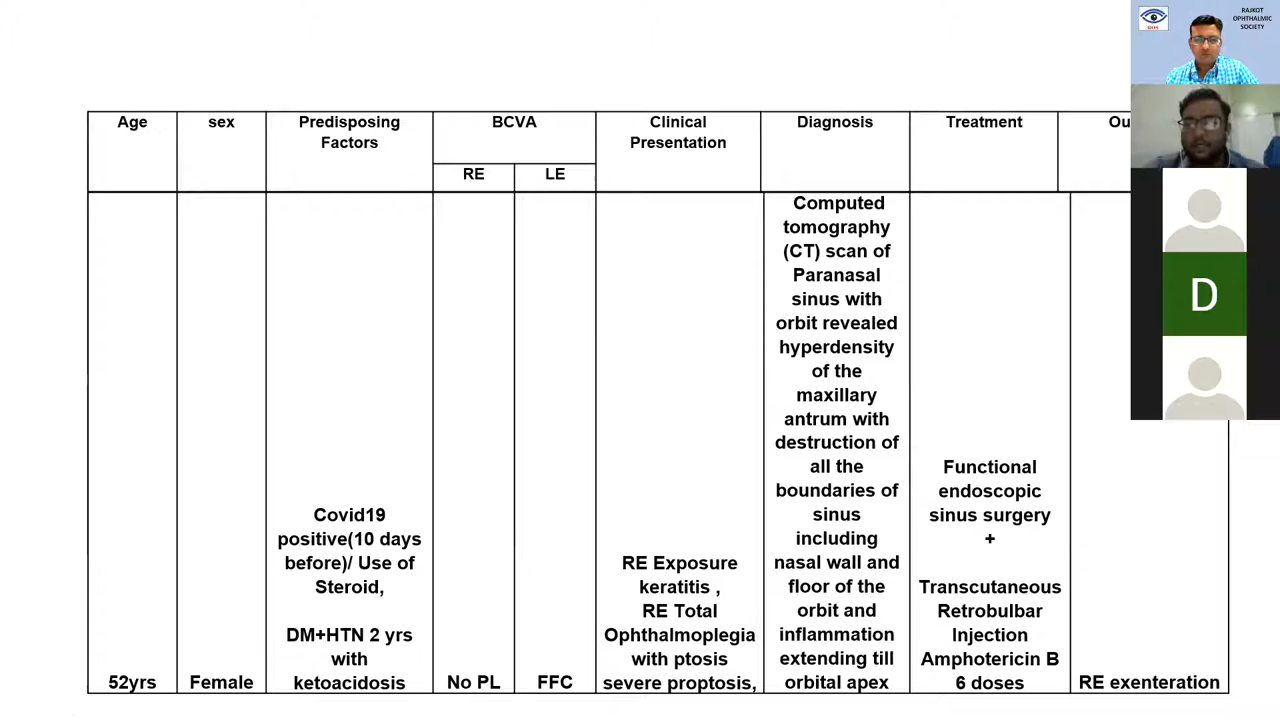 RAJKOT
OPHTHALMIC
SOCIETY
Age
sex
Predisposing
Factors
BCVA
RE
LE
Clinical
Presentation
Diagnosis
Treatment
Ou
52yrs
Female
Covid19
positive(10 days
before)/ Use of
Steroid,
DM+HTN 2 yrs
with
ketoacidosis
No PL
FFC
RE Exposure
keratitis ,
RE Total
Ophthalmoplegia
with ptosis
severe proptosis,
Computed
tomography
(CT) scan of
Paranasal
sinus with
orbit revealed
hyperdensity
of the
maxillary
antrum with
destruction of
all the
boundaries of
sinus
including
nasal wall and
floor of the
orbit and
inflammation
extending till
orbital apex
Functional
endoscopic
sinus surgery
+
Transcutaneous
Retrobulbar
Injection
Amphotericin B
6 doses
RE exenteration
D